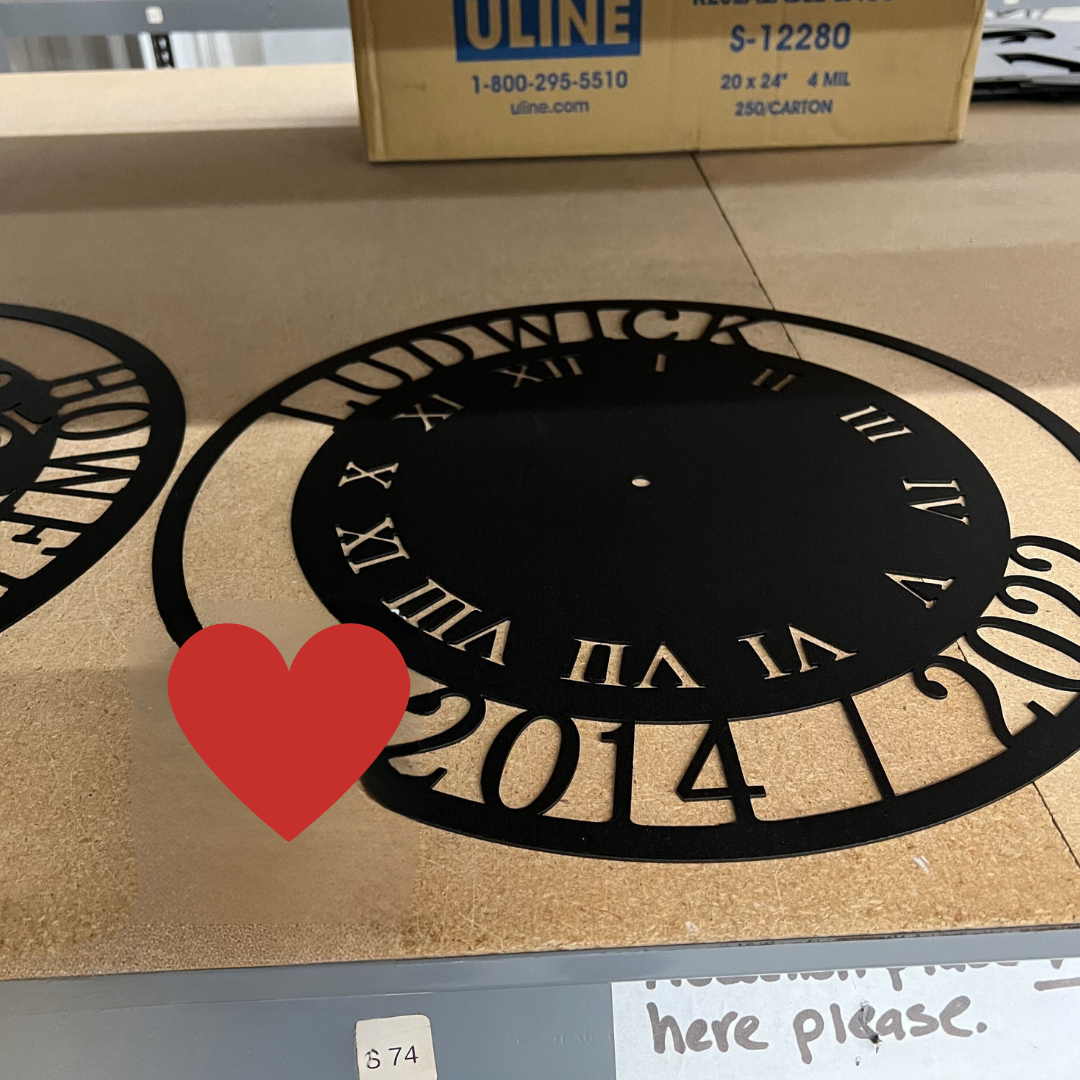 ULINE
1-800-295-5510
uline.com
S-12280
20 x 24" 4 MIL
250/CARTON
LUDWICK
XII I II III IV V VI VII VIII IX X XI
2014 | 2022
here please.
S 74